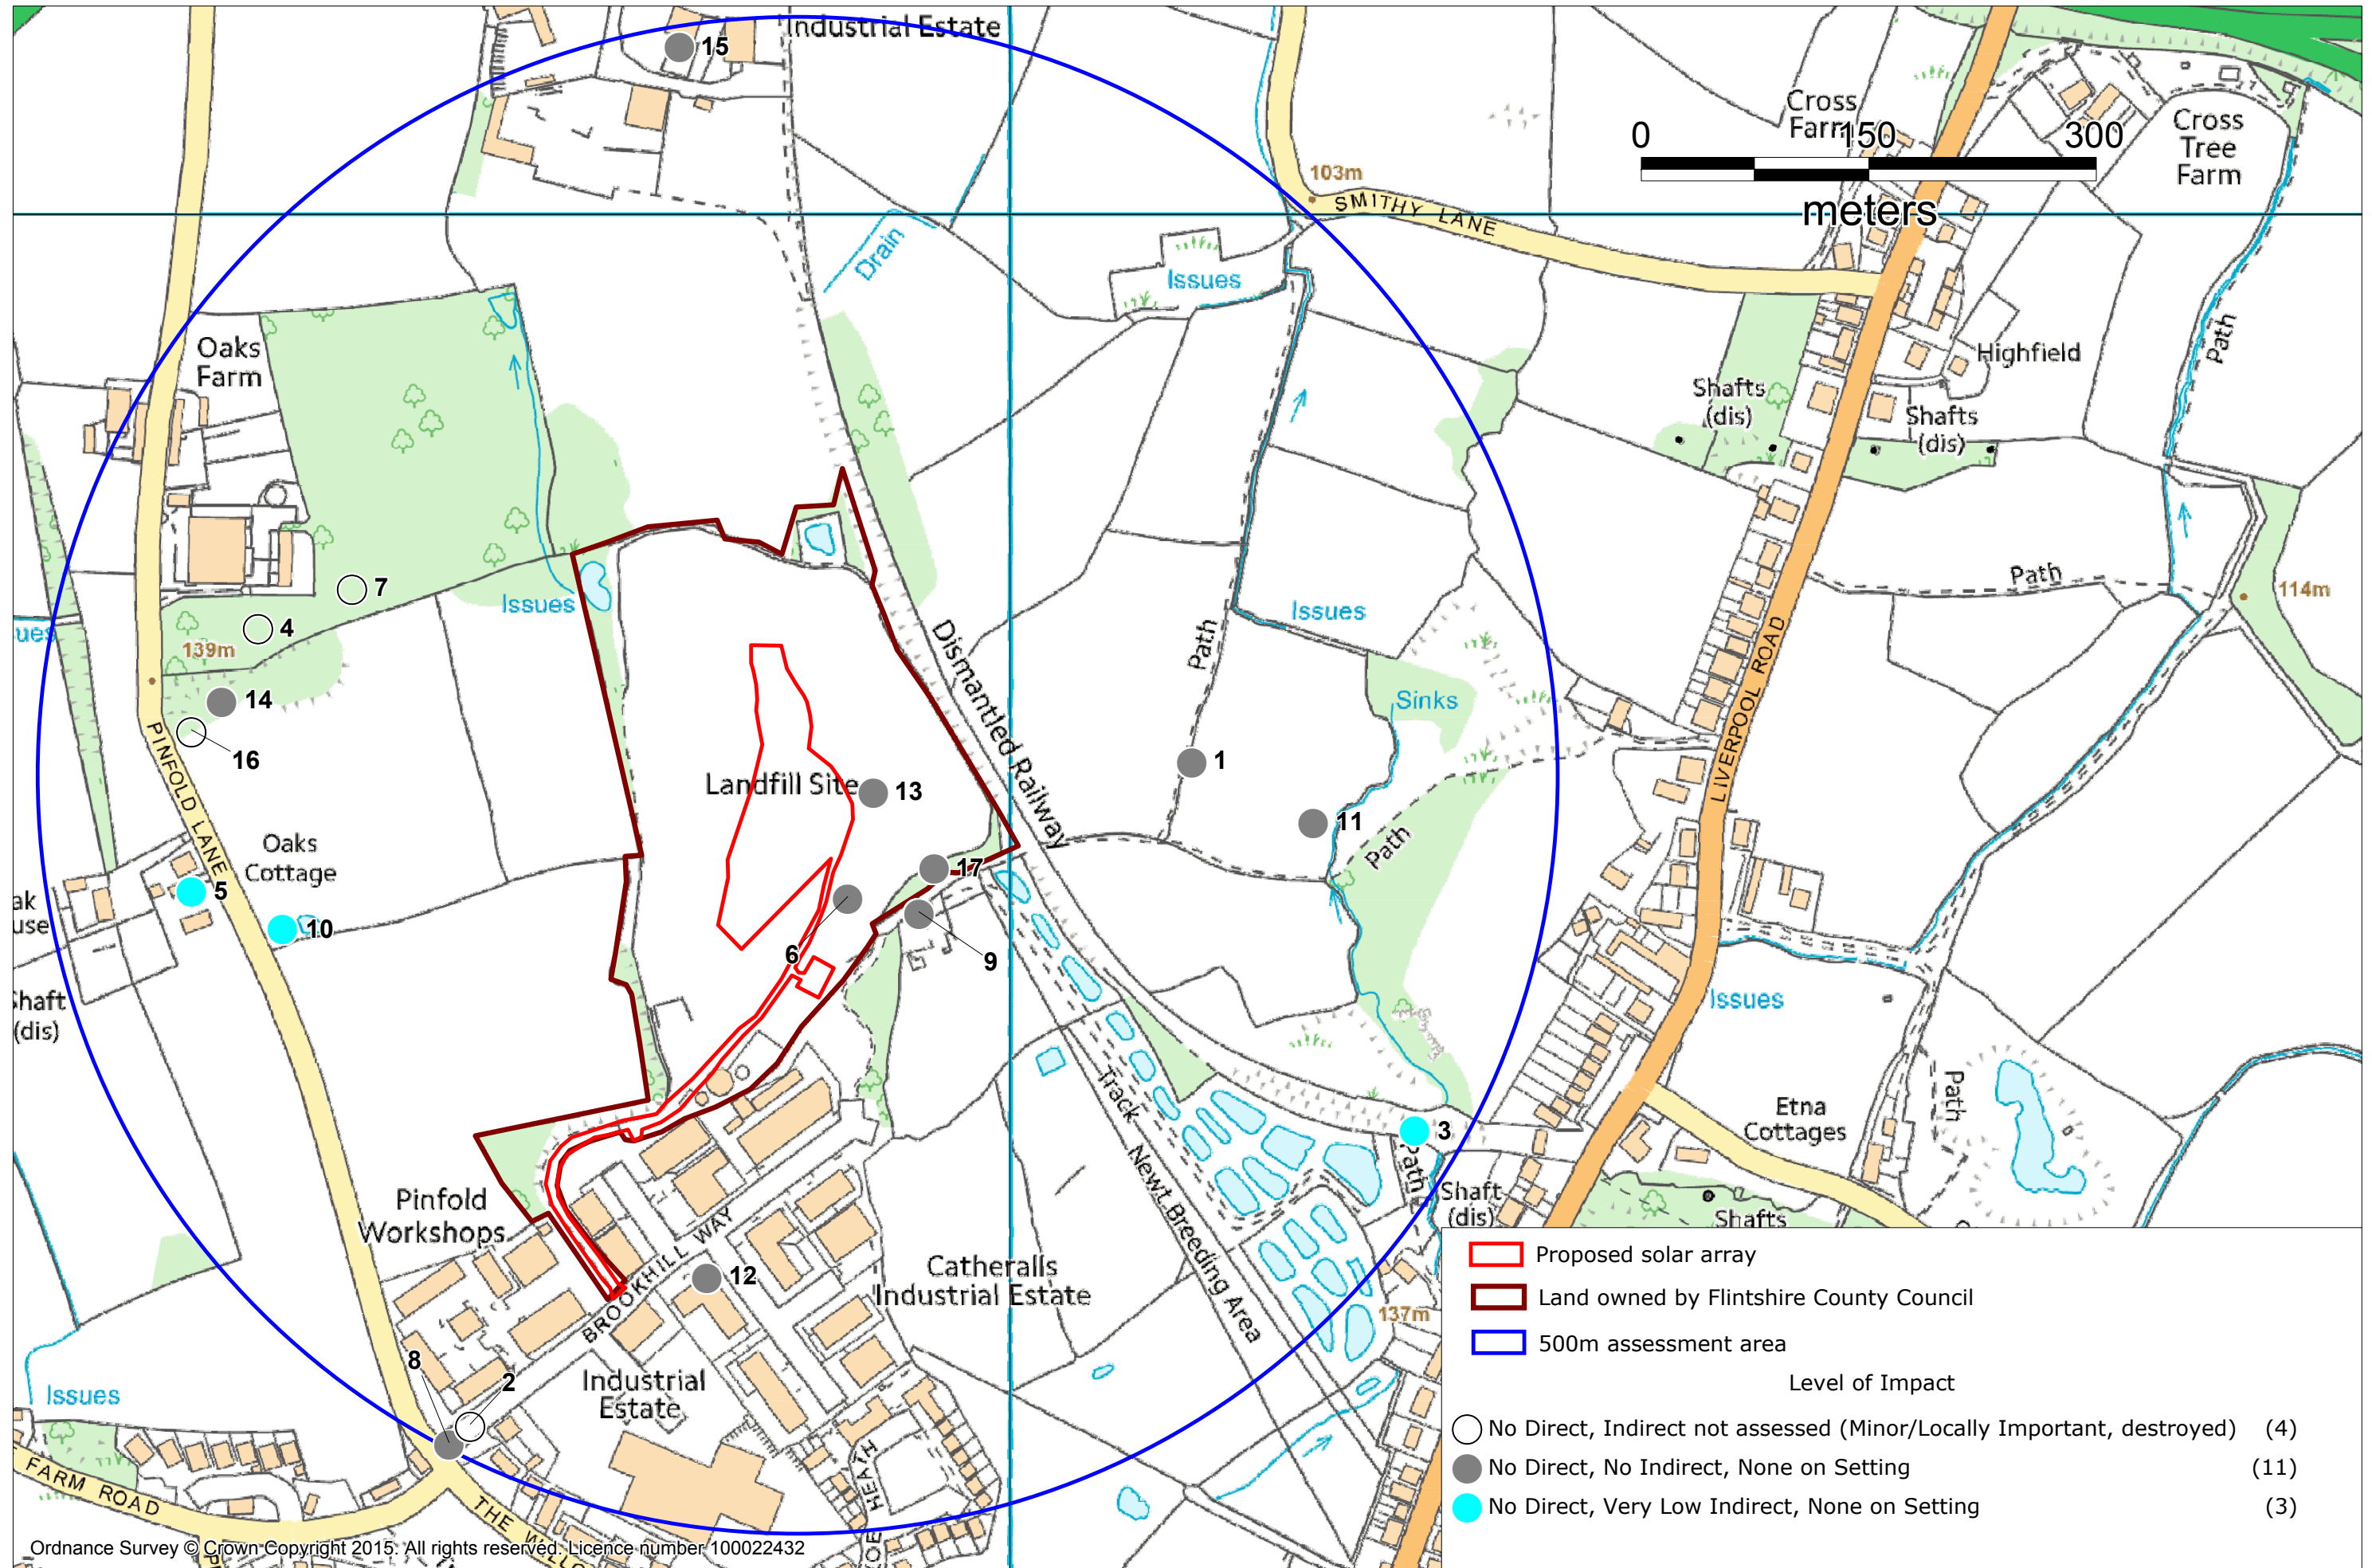 Industrial Estate
15
Cross
Farm
0
150
300
meters
Cross
Tree
Farm
103m
SMITHY LANE
Drain
Issues
Oaks
Farm
Highfield
Path
Shafts
(dis)
Shafts
(dis)
7
4
139m
Issues
Issues
Path
Path
114m
Dismantled Railway
14
16
PINFOLD LANE
Sinks
1
Landfill Site
13
11
Path
LIVERPOOL ROAD
Oaks
Cottage
5
10
17
6
9
Shaft
(dis)
Issues
Track
Newt Breeding Area
3
Path
Shaft
(dis)
Etna
Cottages
Path
Shafts
Pinfold
Workshops
BROOKHILL WAY
12
Catheralls
Industrial Estate
137m
8
2
Industrial
Estate
Issues
FARM ROAD
HEATH
THE
Proposed solar array
Land owned by Flintshire County Council
500m assessment area
Level of Impact
No Direct, Indirect not assessed (Minor/Locally Important, destroyed) (4)
No Direct, No Indirect, None on Setting (11)
No Direct, Very Low Indirect, None on Setting (3)
Ordnance Survey © Crown Copyright 2015. All rights reserved. Licence number 100022432